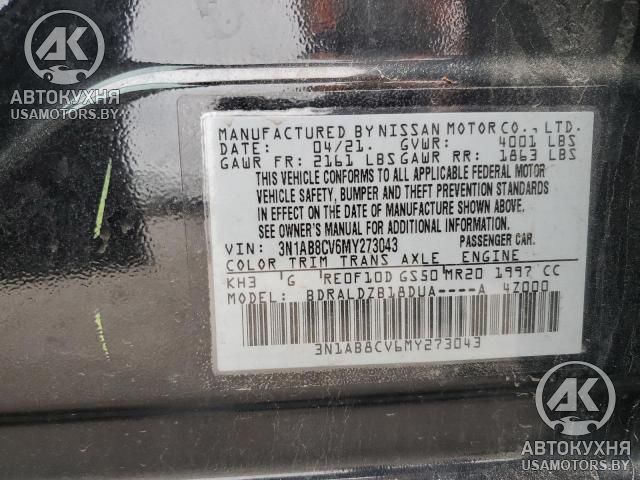 AK
АВТОКУХНЯ
USAMOTORS.BY
MANUFACTURED BY NISSAN MOTOR CO., LTD.
DATE: 04/21. GVWR: 4001 LBS
GAWR FR: 2161 LBS GAWR RR: 1863 LBS
THIS VEHICLE CONFORMS TO ALL APPLICABLE FEDERAL MOTOR
VEHICLE SAFETY, BUMPER AND THEFT PREVENTION STANDARDS
IN EFFECT ON THE DATE OF MANUFACTURE SHOWN ABOVE.
SEE OWNER'S MANUAL FOR ADDITIONAL INFORMATION.
VIN: 3N1AB8CV6MY273043 PASSENGER CAR
COLOR TRIM TRANS AXLE ENGINE
KH3 G RE0F10D GS50 MR20 1997 CC
MODEL: BDRALDZB18DUA----A 4Z000
3N1AB8CV6MY273043
AK
АВТОКУХНЯ
USAMOTORS.BY